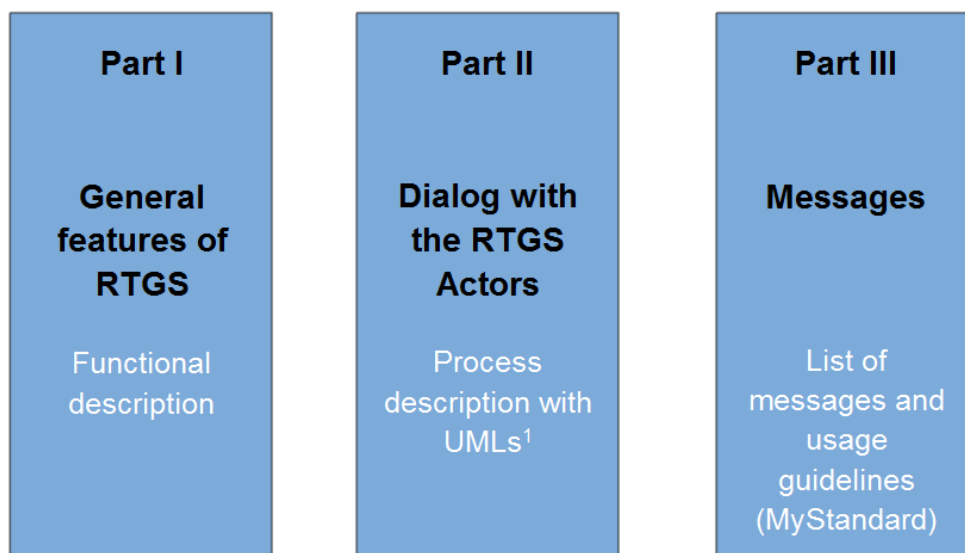 Part I
General
features of
RTGS
Functional
description
Part II
Dialog with
the RTGS
Actors
Process
description with
UMLs¹
Part III
Messages
List of
messages and
usage
guidelines
(MyStandard)